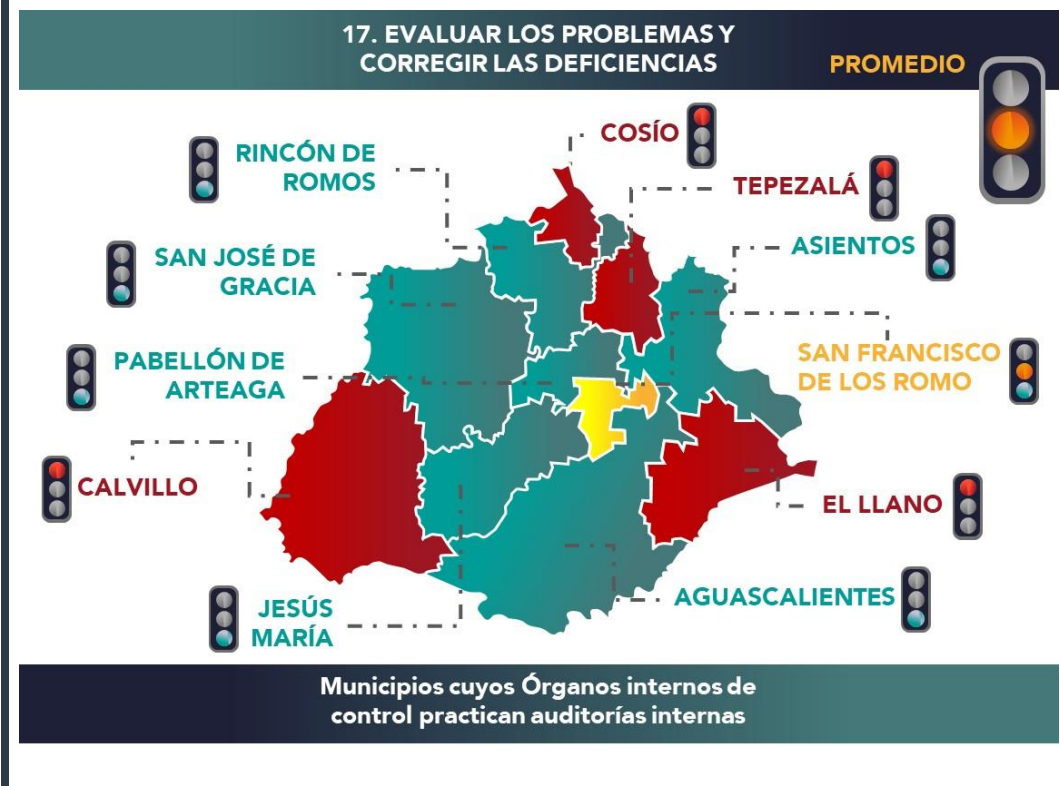 17. EVALUAR LOS PROBLEMAS Y
CORREGIR LAS DEFICIENCIAS
PROMEDIO
COSÍO
RINCÓN DE
ROMOS
TEPEZALÁ
ASIENTOS
SAN JOSÉ DE
GRACIA
SAN FRANCISCO
DE LOS ROMO
PABELLÓN DE
ARTEAGA
CALVILLO
EL LLANO
AGUASCALIENTES
JESÚS
MARÍA
Municipios cuyos Órganos internos de
control practican auditorías internas